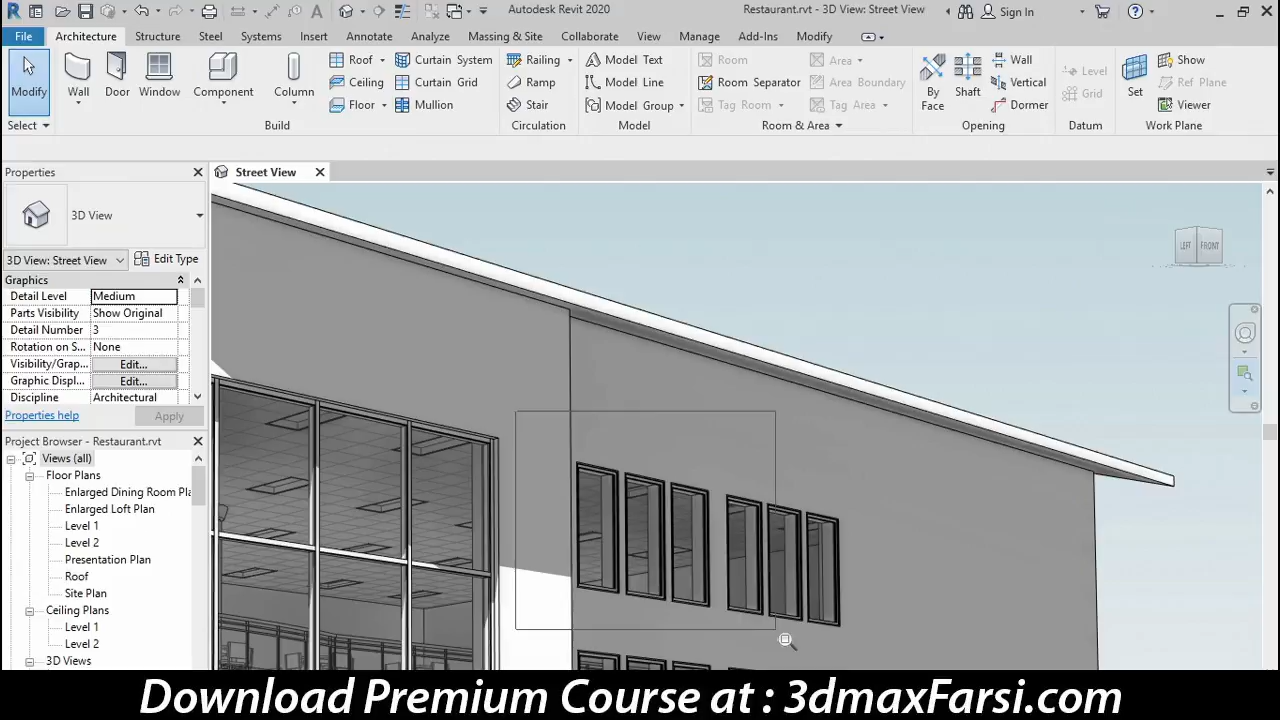 Autodesk Revit 2020
Restaurant.rvt - 3D View: Street View
Sign In
File
Architecture
Structure
Steel
Systems
Insert
Annotate
Analyze
Massing & Site
Collaborate
View
Manage
Add-Ins
Modify
Modify
Wall
Door
Window
Component
Column
Roof
Ceiling
Floor
Curtain System
Curtain Grid
Mullion
Railing
Ramp
Stair
Model Text
Model Line
Model Group
Room
Room Separator
Tag Room
Area
Area Boundary
Tag Area
By
Face
Shaft
Wall
Vertical
Dormer
Level
Grid
Set
Show
Ref Plane
Viewer
Select
Build
Circulation
Model
Room & Area
Opening
Datum
Work Plane
Properties
Street View
3D View
3D View: Street View
Edit Type
Graphics
Detail Level
Medium
Parts Visibility
Show Original
Detail Number
3
Rotation on S...
None
Visibility/Grap...
Edit...
Graphic Displ...
Edit...
Discipline
Architectural
Properties help
Apply
Project Browser - Restaurant.rvt
Views (all)
Floor Plans
Enlarged Dining Room Pla
Enlarged Loft Plan
Level 1
Level 2
Presentation Plan
Roof
Site Plan
Ceiling Plans
Level 1
Level 2
3D Views
LEFT
FRONT
Download Premium Course at : 3dmaxFarsi.com